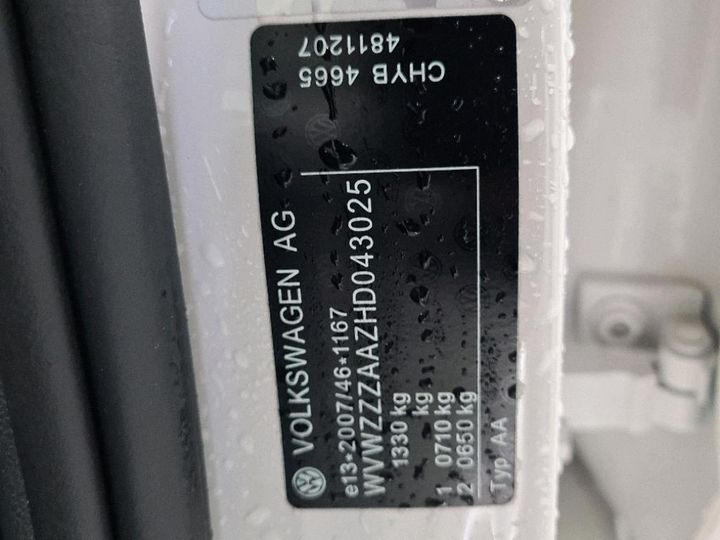 VOLKSWAGEN AG
e13*2007/46*1167
WVWZZZAAZHD043025
1330 kg
kg
1 0710 kg
2 0650 kg
Typ AA
CHYB 4665
4811207